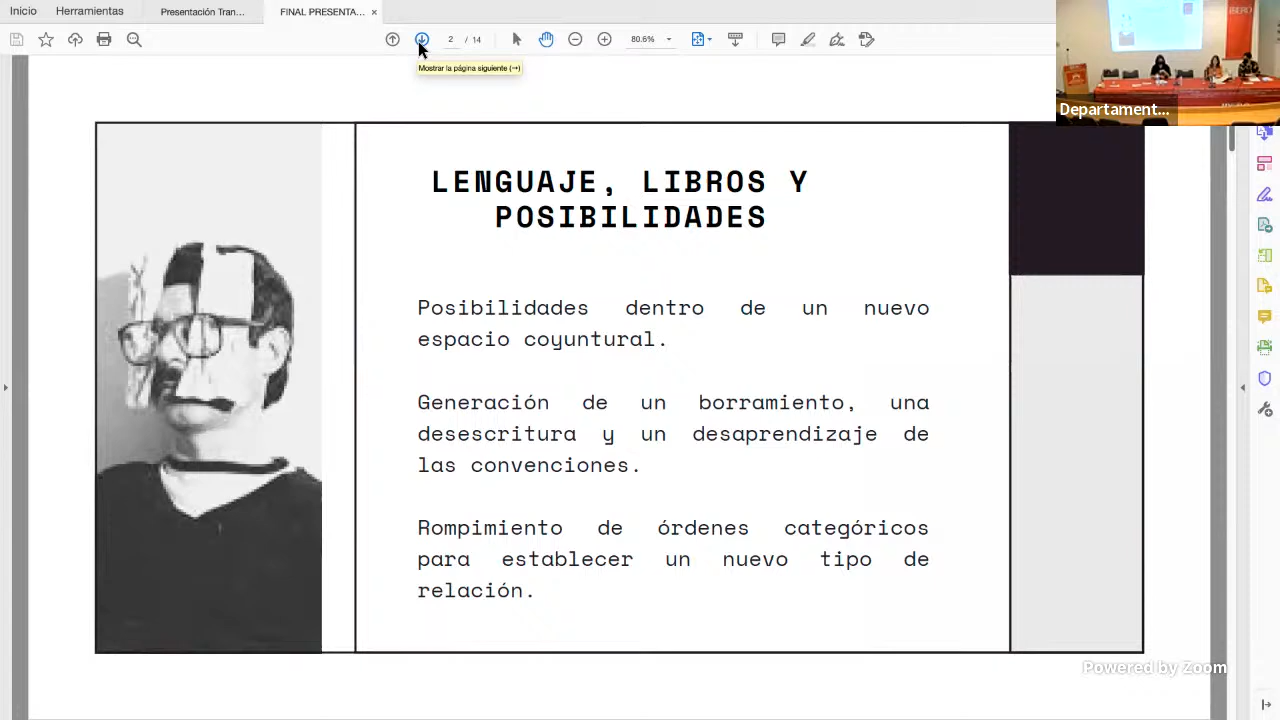 Inicio
Herramientas
Presentación Tran...
FINAL PRESENTA...
2 / 14
80.6%
Mostrar la página siguiente (→)
Departament...
LENGUAJE, LIBROS Y
POSIBILIDADES
Posibilidades dentro de un nuevo
espacio coyuntural.
Generación de un borramiento, una
desescritura y un desaprendizaje de
las convenciones.
Rompimiento de órdenes categóricos
para establecer un nuevo tipo de
relación.
Powered by Zoom